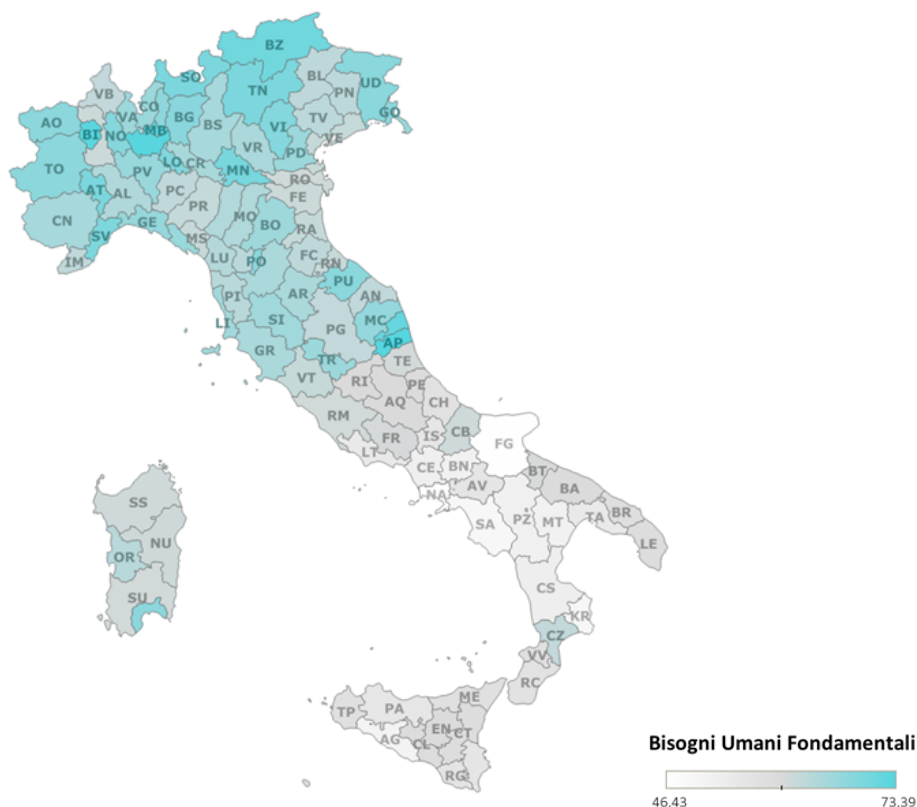 BZ
SO
BL
UD
VB
TN
PN
CO
GO
VA
BG
TV
AO
BI
NO
MB
BS
VI
VE
VR
PD
LO
CR
TO
PV
MN
RO
AT
AL
PC
FE
PR
CN
MO
BO
GE
RA
SV
MS
IM
LU
PO
FC
RN
PU
PI
AR
AN
LI
SI
MC
PG
AP
GR
TR
TE
VT
RI
PE
AQ
CH
RM
IS
CB
FR
FG
LT
CE
BN
BT
AV
BA
NA
SS
SA
PZ
MT
TA
BR
NU
LE
OR
CS
SU
KR
CZ
VV
RC
ME
PA
TP
EN
CT
AG
CL
RG
Bisogni Umani Fondamentali
46.43 73.39